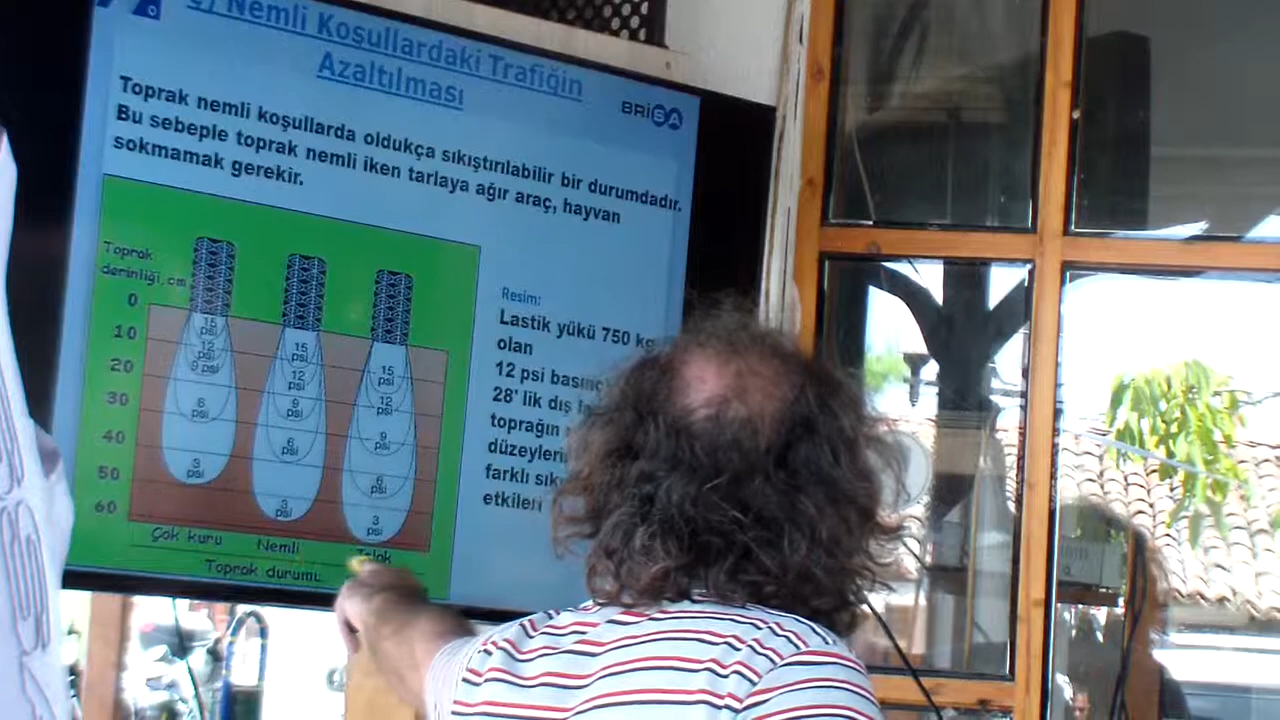 Nemli Koşullardaki Trafiğin
Azaltılması
BRİSA
Toprak nemli koşullarda oldukça sıkıştırılabilir bir durumdadır.
Bu sebeple toprak nemli iken tarlaya ağır araç, hayvan
sokmamak gerekir.
Toprak
derinliği, cm
0
10
20
30
40
50
60
15
psi
12
psi
9 psi
6
psi
3
psi
15
psi
12
psi
9
psi
6
psi
3
psi
15
psi
12
psi
9
psi
6
psi
3
psi
Çok kuru
Nemli
Toprak durumu
Resim:
Lastik yükü 750 kg
olan
12 psi
28' lik dış
toprağın
farklı
etkileri